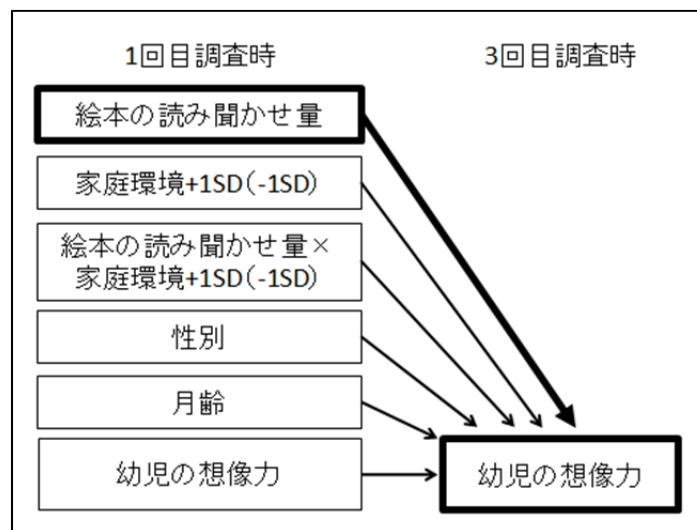 1回目調査時
3回目調査時
絵本の読み聞かせ量
家庭環境+1SD(-1SD)
絵本の読み聞かせ量×
家庭環境+1SD(-1SD)
性別
月齢
幼児の想像力
幼児の想像力